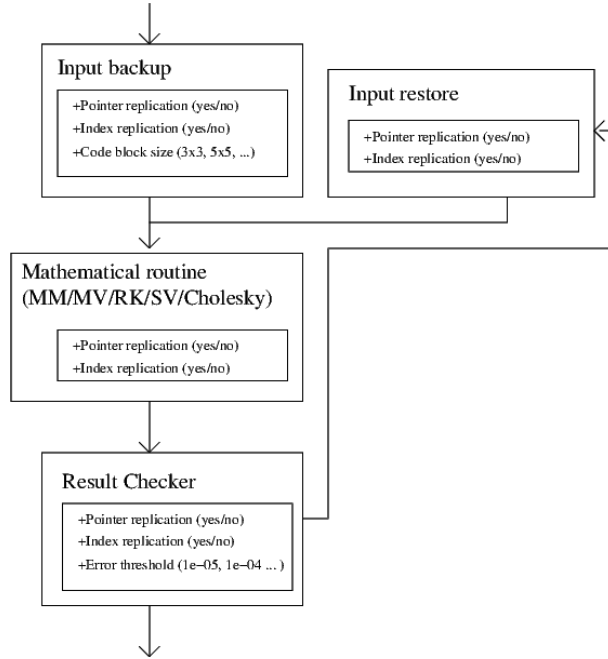 Input backup
+Pointer replication (yes/no)
+Index replication (yes/no)
+Code block size (3x3, 5x5, ...)
Input restore
+Pointer replication (yes/no)
+Index replication (yes/no)
Mathematical routine
(MM/MV/RK/SV/Cholesky)
+Pointer replication (yes/no)
+Index replication (yes/no)
Result Checker
+Pointer replication (yes/no)
+Index replication (yes/no)
+Error threshold (1e−05, 1e−04 ... )